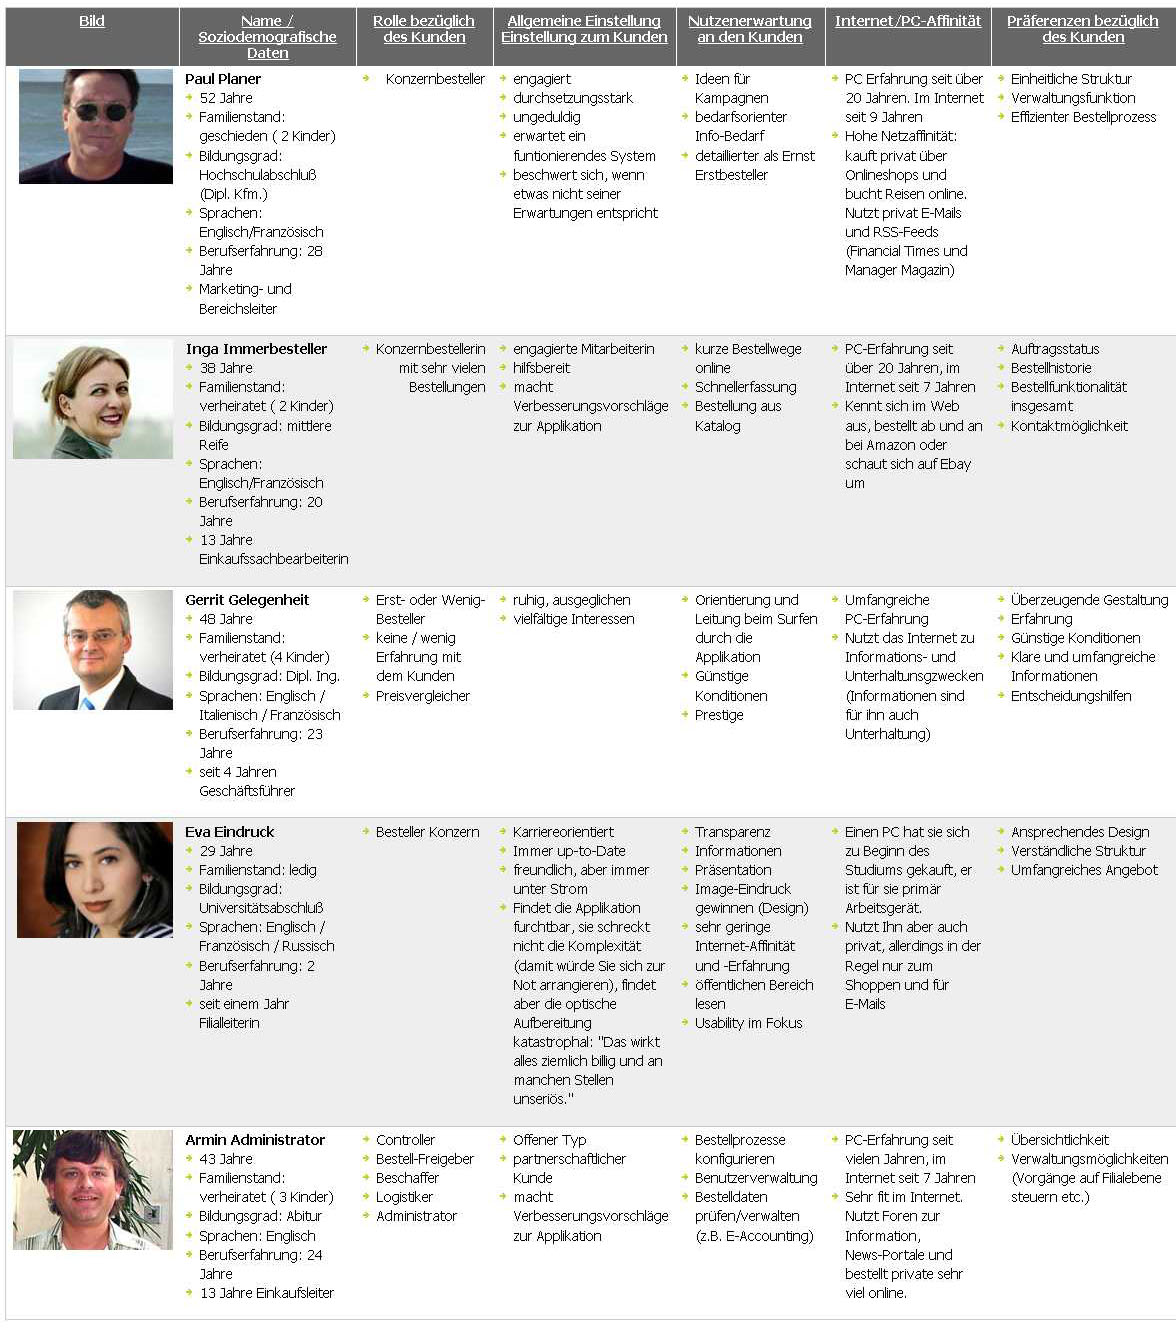 Bild
Name /
Soziodemografische
Daten
Rolle bezüglich
des Kunden
Allgemeine Einstellung
Einstellung zum Kunden
Nutzenerwartung
an den Kunden
Internet/PC-Affinität
Präferenzen bezüglich
des Kunden
Paul Planer
52 Jahre
Familienstand:
geschieden ( 2 Kinder)
Bildungsgrad:
Hochschulabschluß
(Dipl. Kfm.)
Sprachen:
Englisch/Französisch
Berufserfahrung: 28
Jahre
Marketing- und
Bereichsleiter
Konzernbesteller
engagiert
durchsetzungsstark
ungeduldig
erwartet ein
funtionierendes System
beschwert sich, wenn
etwas nicht seiner
Erwartungen entspricht
Ideen für
Kampagnen
bedarfsorienter
Info-Bedarf
detaillierter als Ernst
Erstbesteller
PC Erfahrung seit über
20 Jahren. Im Internet
seit 9 Jahren
Hohe Netzaffinität:
kauft privat über
Onlineshops und
bucht Reisen online.
Nutzt privat E-Mails
und RSS-Feeds
(Financial Times und
Manager Magazin)
Einheitliche Struktur
Verwaltungsfunktion
Effizienter Bestellprozess
Inga Immerbesteller
38 Jahre
Familienstand:
verheiratet ( 2 Kinder)
Bildungsgrad: mittlere
Reife
Sprachen:
Englisch/Französisch
Berufserfahrung: 20
Jahre
13 Jahre
Einkaufssachbearbeiterin
Konzernbestellerin
mit sehr vielen
Bestellungen
engagierte Mitarbeiterin
hilfsbereit
macht
Verbesserungsvorschläge
zur Applikation
kurze Bestellwege
online
Schnellerfassung
Bestellung aus
Katalog
PC-Erfahrung seit
über 20 Jahren, im
Internet seit 7 Jahren
Kennt sich im Web
aus, bestellt ab und an
bei Amazon oder
schaut sich auf Ebay
um
Auftragsstatus
Bestellhistorie
Bestellfunktionalität
insgesamt
Kontaktmöglichkeit
Gerrit Gelegenheit
48 Jahre
Familienstand:
verheiratet (4 Kinder)
Bildungsgrad: Dipl. Ing.
Sprachen: Englisch /
Italienisch / Französisch
Berufserfahrung: 23
Jahre
seit 4 Jahren
Geschäftsführer
Erst- oder Wenig-
Besteller
keine / wenig
Erfahrung mit
dem Kunden
Preisvergleicher
ruhig, ausgeglichen
vielfältige Interessen
Orientierung und
Leitung beim Surfen
durch die
Applikation
Günstige
Konditionen
Prestige
Umfangreiche
PC-Erfahrung
Nutzt das Internet zu
Informations- und
Unterhaltunsgzwecken
(Informationen sind
für ihn auch
Unterhaltung)
Überzeugende Gestaltung
Erfahrung
Günstige Konditionen
Klare und umfangreiche
Informationen
Entscheidungshilfen
Eva Eindruck
29 Jahre
Familienstand: ledig
Bildungsgrad:
Universitätsabschluß
Sprachen: Englisch /
Französisch / Russisch
Berufserfahrung: 2
Jahre
seit einem Jahr
Filialleiterin
Besteller Konzern
Karriereorientiert
Immer up-to-Date
freundlich, aber immer
unter Strom
Findet die Applikation
furchtbar, sie schreckt
nicht die Komplexität
(damit würde Sie sich zur
Not arrangieren), findet
aber die optische
Aufbereitung
katastrophal: "Das wirkt
alles ziemlich billig und an
manchen Stellen
unseriös."
Transparenz
Informationen
Präsentation
Image-Eindruck
gewinnen (Design)
sehr geringe
Internet-Affinität
und -Erfahrung
öffentlichen Bereich
lesen
Usability im Fokus
Einen PC hat sie sich
zu Beginn des
Studiums gekauft, er
ist für sie primär
Arbeitsgerät.
Nutzt Ihn aber auch
privat, allerdings in der
Regel nur zum
Shoppen und für
E-Mails
Ansprechendes Design
Verständliche Struktur
Umfangreiches Angebot
Armin Administrator
43 Jahre
Familienstand:
verheiratet ( 3 Kinder)
Bildungsgrad: Abitur
Sprachen: Englisch
Berufserfahrung: 24
Jahre
13 Jahre Einkaufsleiter
Controller
Bestell-Freigeber
Beschaffer
Logistiker
Administrator
Offener Typ
partnerschaftlicher
Kunde
macht
Verbesserungsvorschläge
zur Applikation
Bestellprozesse
konfigurieren
Benutzerverwaltung
Bestelldaten
prüfen/verwalten
(z.B. E-Accounting)
PC-Erfahrung seit
vielen Jahren, im
Internet seit 7 Jahren
Sehr fit im Internet.
Nutzt Foren zur
Information,
News-Portale und
bestellt private sehr
viel online.
Übersichtlichkeit
Verwaltungsmöglichkeiten
(Vorgänge auf Filialebene
steuern etc.)